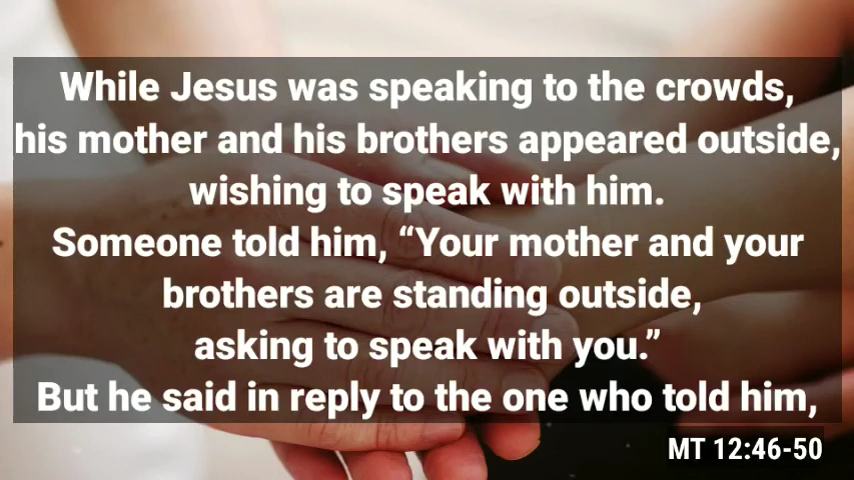 While Jesus was speaking to the crowds,
his mother and his brothers appeared outside,
wishing to speak with him.
Someone told him, “Your mother and your
brothers are standing outside,
asking to speak with you.”
But he said in reply to the one who told him,
MT 12:46-50